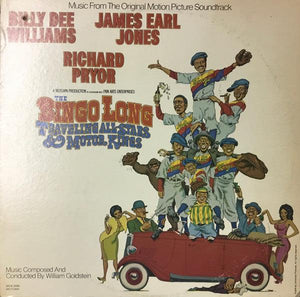 Music From The Original Motion Picture Soundtrack
BILLY DEE
WILLIAMS
JAMES EARL
JONES
RICHARD
PRYOR
THE
BINGO LONG
TRAVELING ALL-STARS
& MOTOR KINGS
Music Composed And
Conducted By William Goldstein